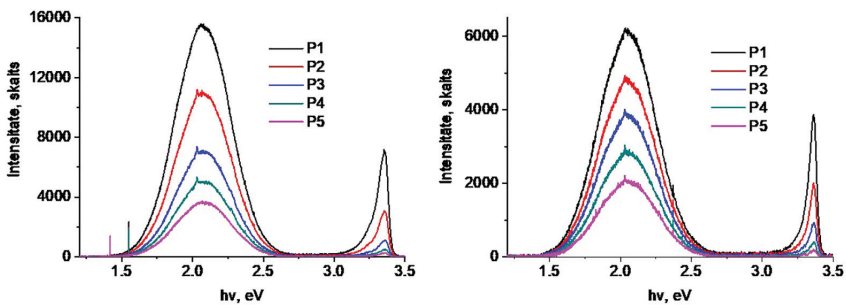 16000
12000
8000
4000
0
Intensitāte, skaits
P1
P2
P3
P4
P5
1.5 2.0 2.5 3.0 3.5
hv, eV
6000
4000
2000
0
Intensitāte, skaits
P1
P2
P3
P4
P5
1.5 2.0 2.5 3.0 3.5
hv, eV